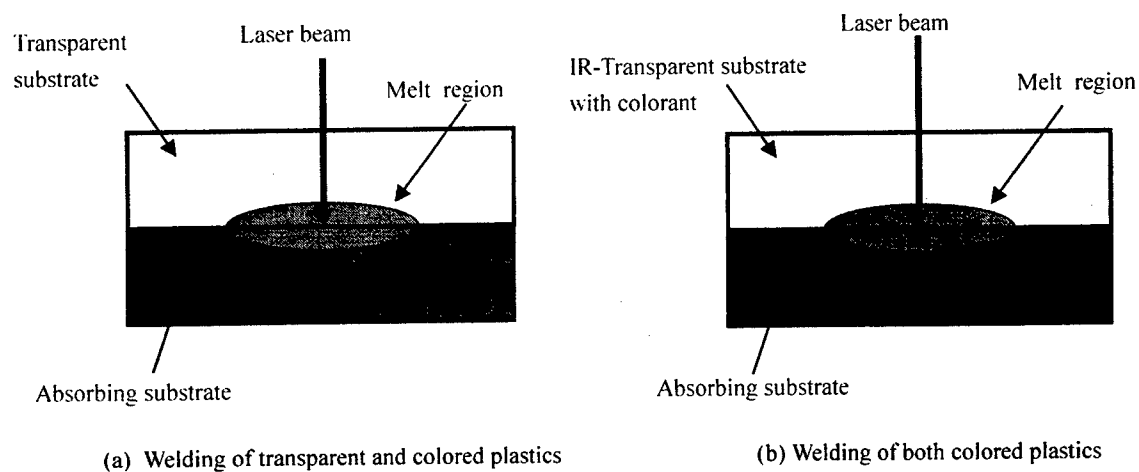 Laser beam
Transparent
substrate
Melt region
Absorbing substrate
(a) Welding of transparent and colored plastics
Laser beam
IR-Transparent substrate
with colorant
Melt region
Absorbing substrate
(b) Welding of both colored plastics